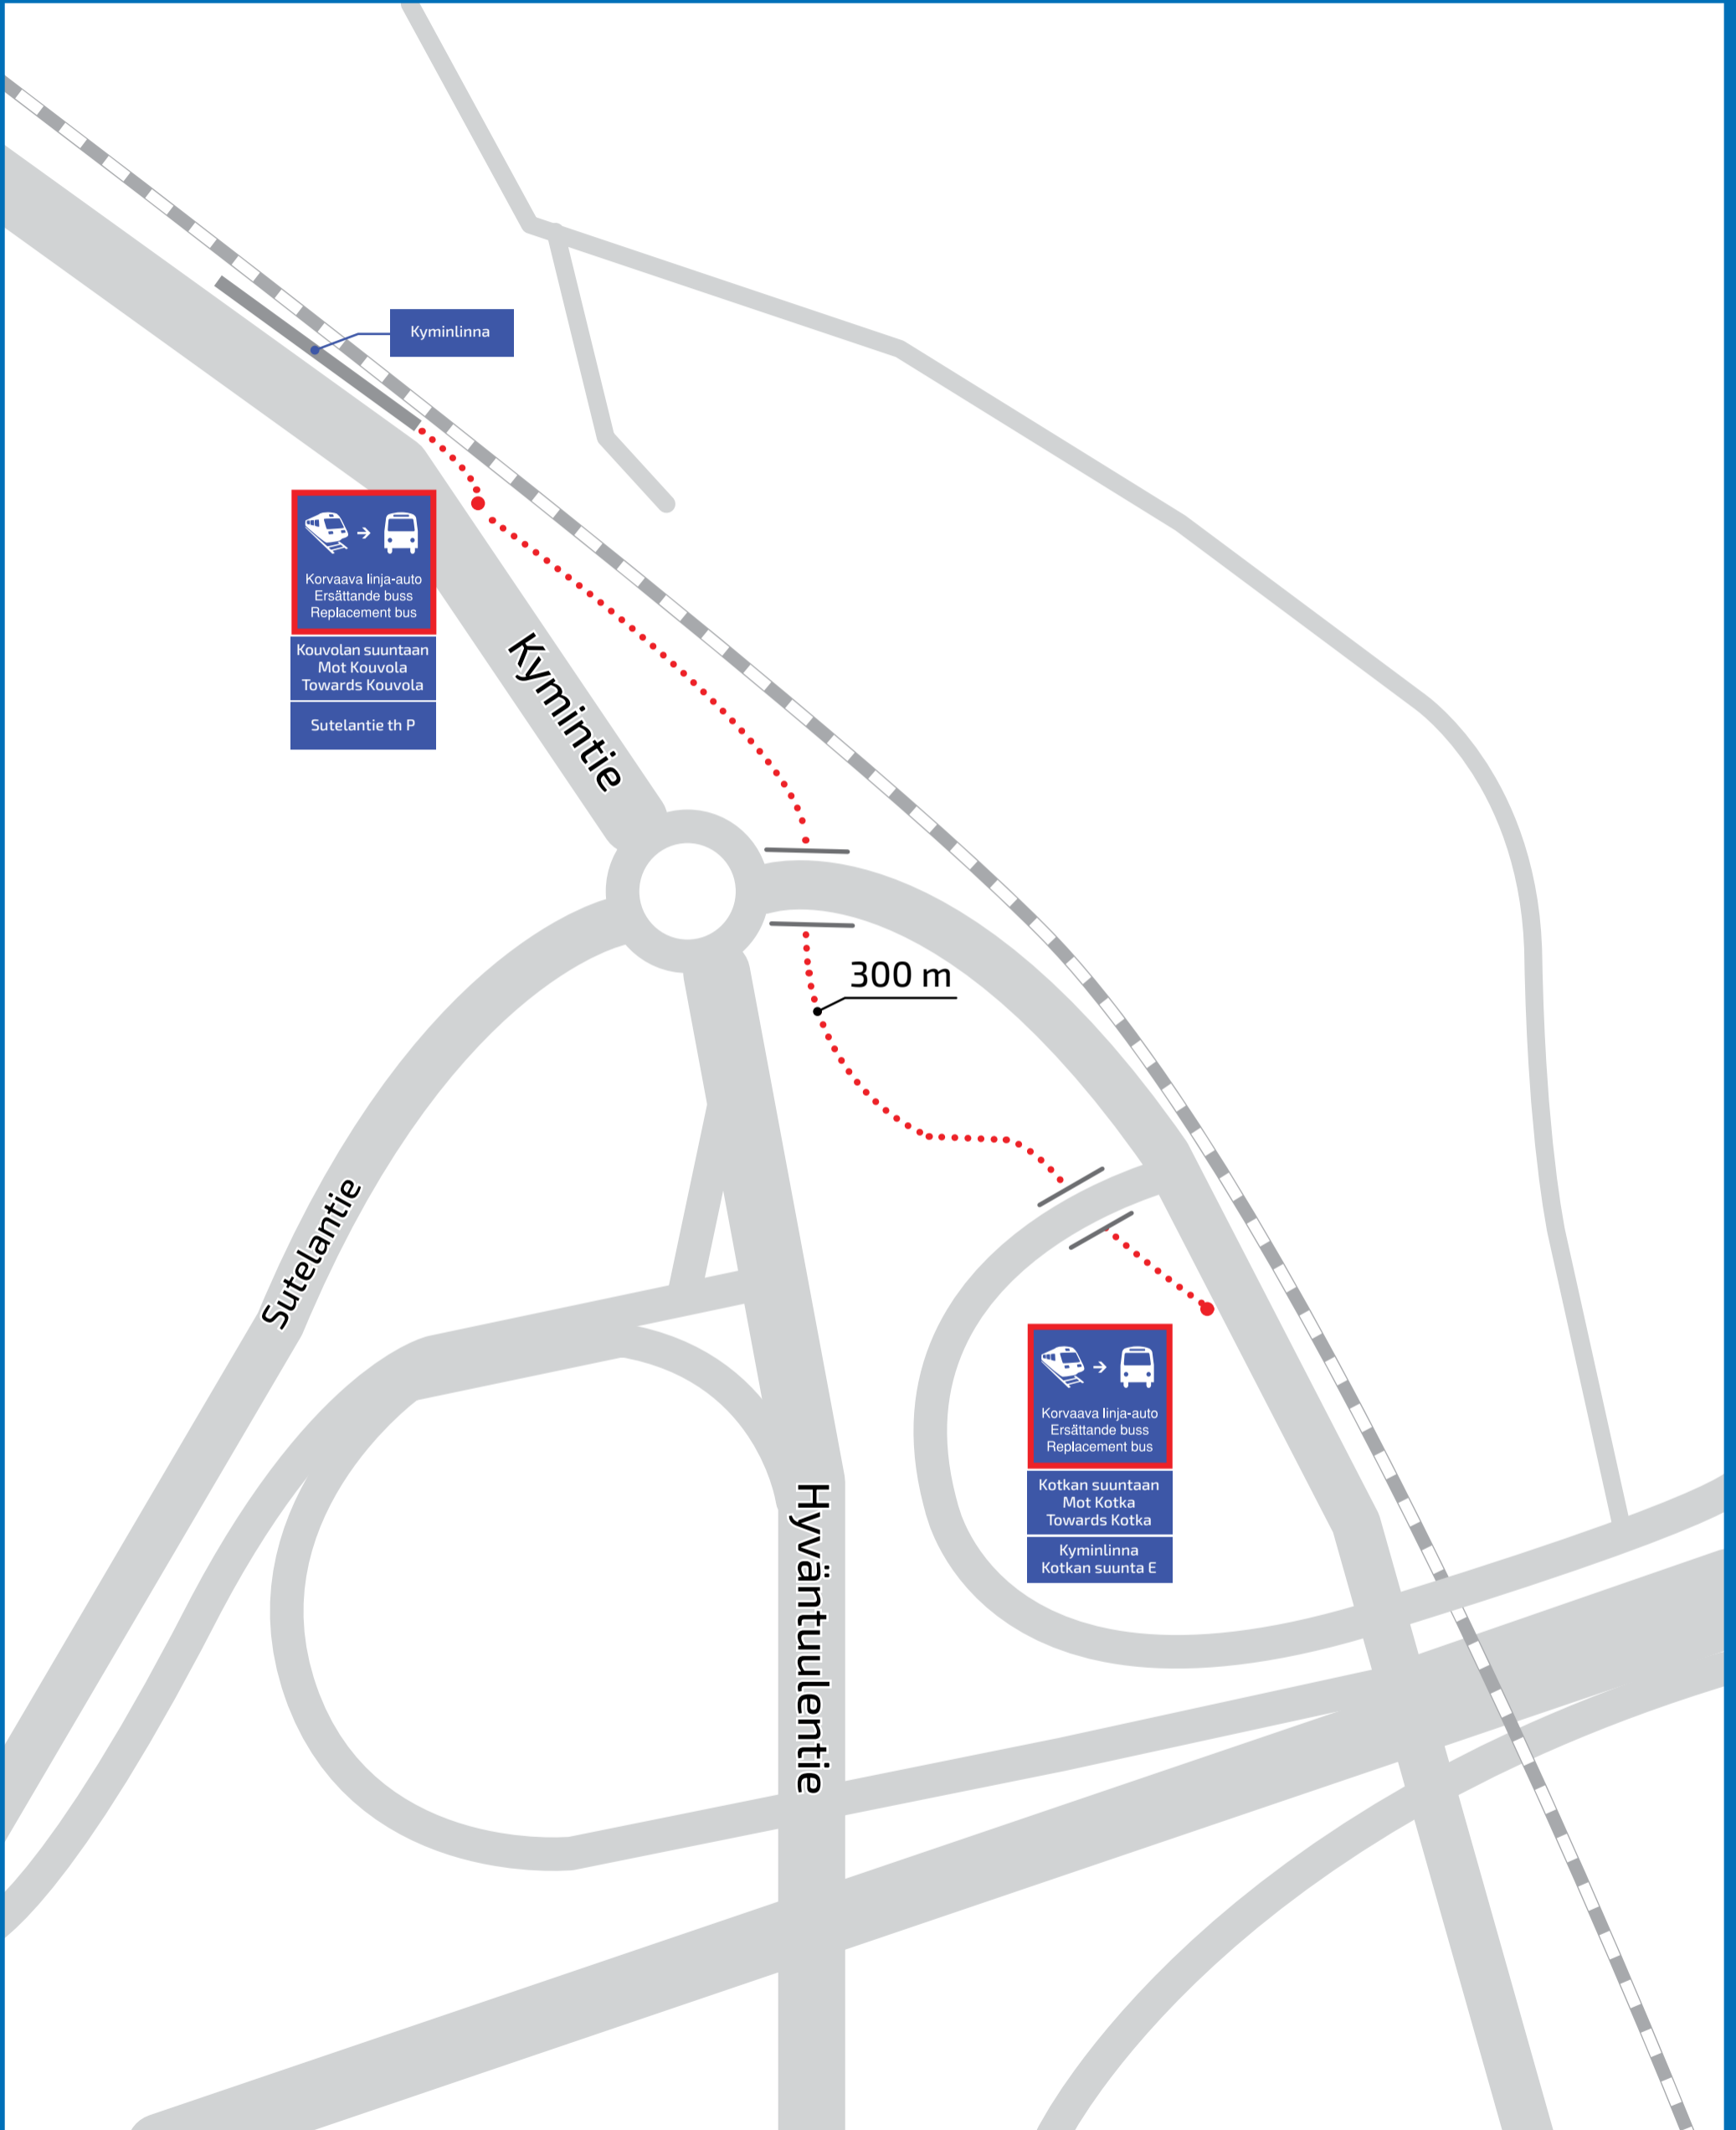 Kyminlinna
Korvaava linja-auto
Ersättande buss
Replacement bus
Kouvolan suuntaan
Mot Kouvola
Towards Kouvola
Sutelantie th P
Kymintie
300 m
Sutelantie
Korvaava linja-auto
Ersättande buss
Replacement bus
Kotkan suuntaan
Mot Kotka
Towards Kotka
Kyminlinna
Kotkan suunta E
Hyväntuulentie